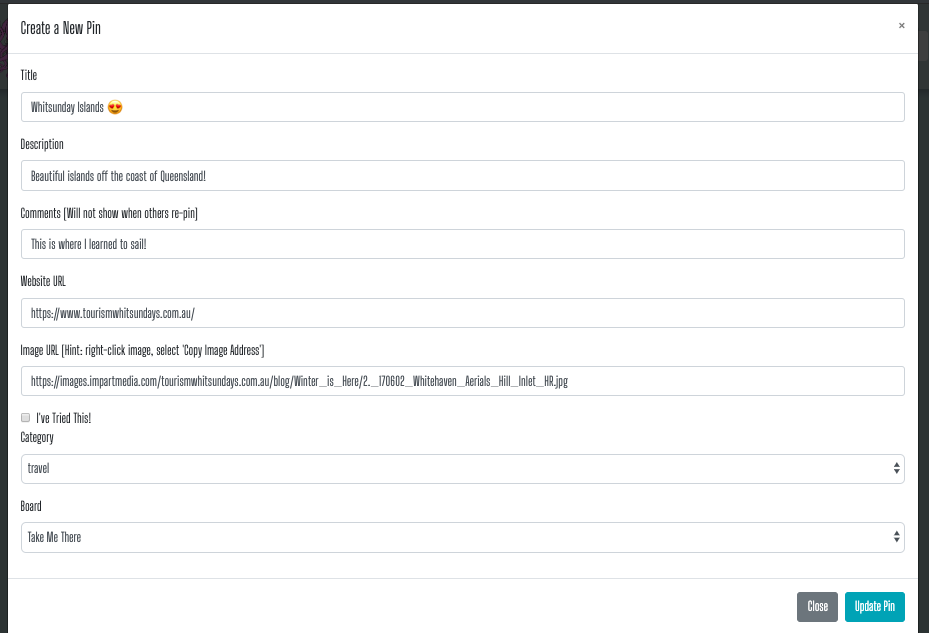 Create a New Pin
×
Title
Whitsunday Islands 😍
Description
Beautiful islands off the coast of Queensland!
Comments (Will not show when others re-pin)
This is where I learned to sail!
Website URL
https://www.tourismwhitsundays.com.au/
Image URL (Hint: right-click image, select 'Copy Image Address')
https://images.impartmedia.com/tourismwhitsundays.com.au/blog/Winter_is_Here/2._170602_Whitehaven_Aerials_Hill_Inlet_HR.jpg
I've Tried This!
Category
travel
Board
Take Me There
Close Update Pin